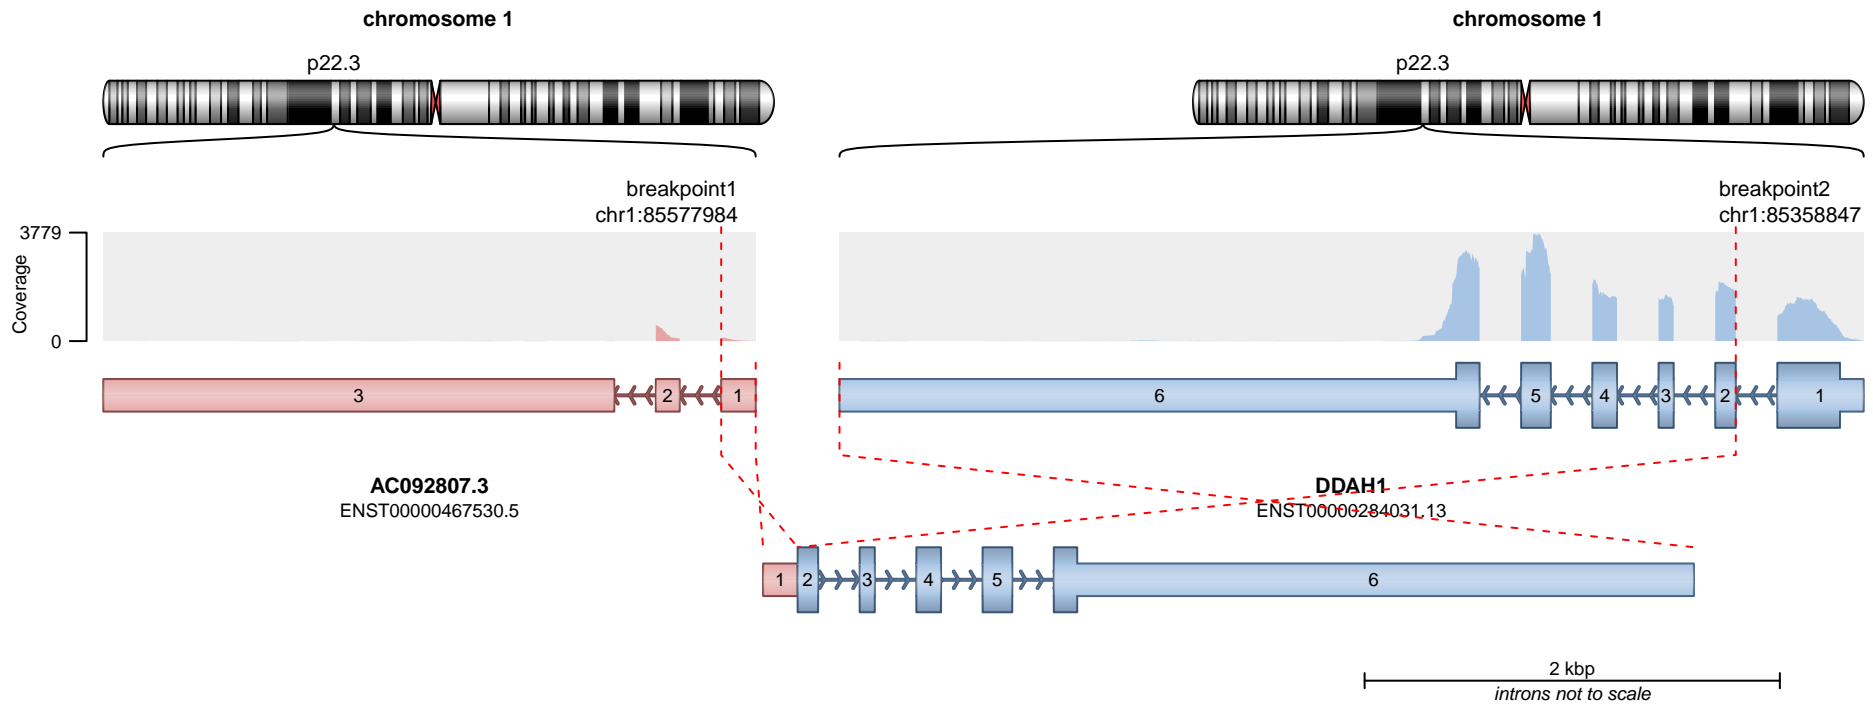 chromosome 1
chromosome 1
p22.3
p22.3
breakpoint1
chr1:85577984
breakpoint2
chr1:85358847
3779
Coverage
0
3
2
1
6
5
4
3
2
1
AC092807.3
ENST00000467530.5
DDAH1
ENST00000284031.13
1
2
3
4
5
6
2 kbp
introns not to scale